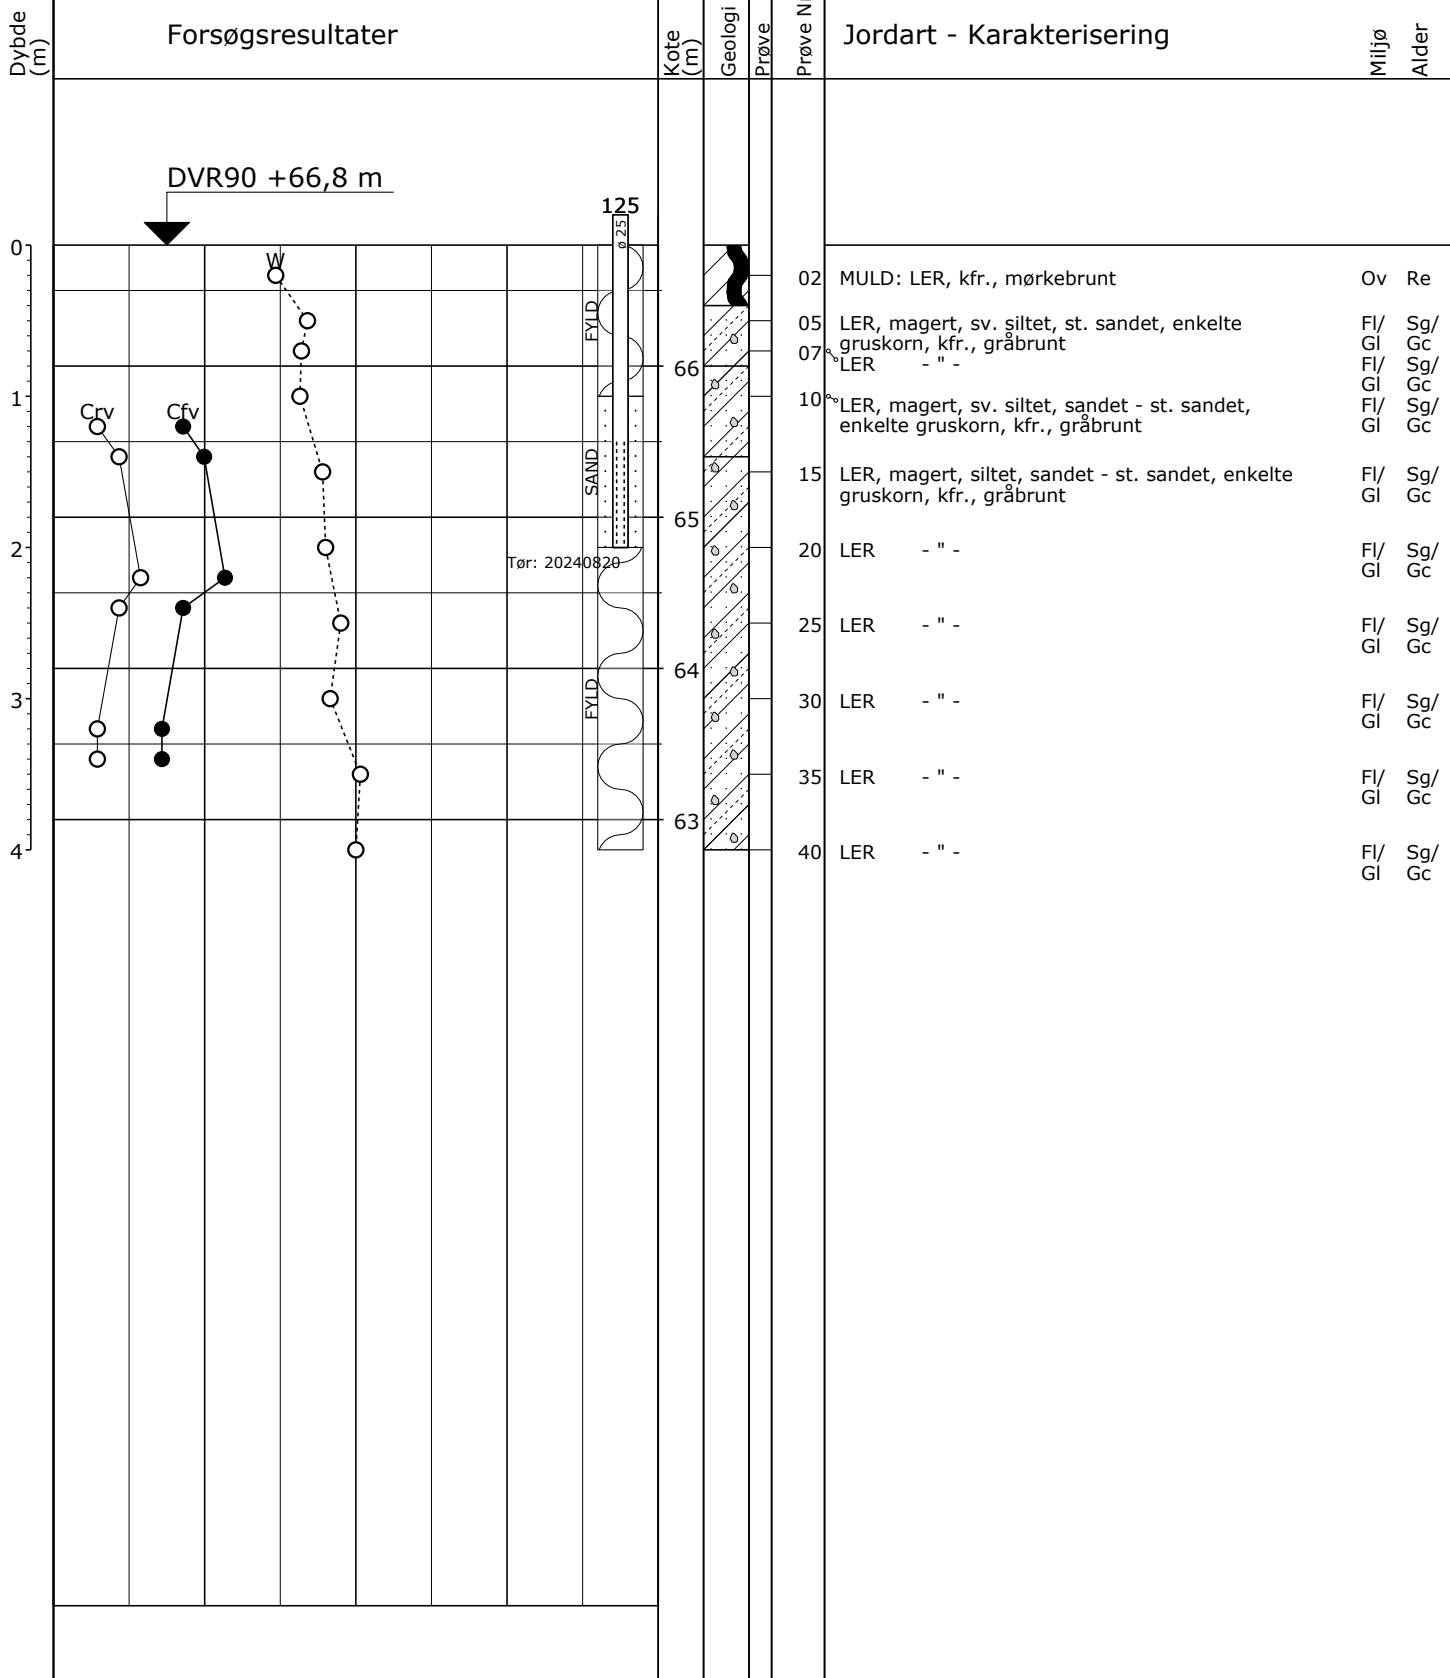 Dybde
(m)
Forsøgsresultater
Kote
(m)
Geologi
Prøve
Prøve Nr
Jordart - Karakterisering
Miljø
Alder
DVR90 +66,8 m
125
ø 25
0
W
FYLD
02 MULD: LER, kfr., mørkebrunt Ov Re
05 LER, magert, sv. siltet, st. sandet, enkelte Fl/ Sg/
gruskorn, kfr., gråbrunt Gl Gc
07 LER - " - Fl/ Sg/
Gl Gc
66
1
Crv Cfv
10 LER, magert, sv. siltet, sandet - st. sandet, Fl/ Sg/
enkelte gruskorn, kfr., gråbrunt Gl Gc
SAND
15 LER, magert, siltet, sandet - st. sandet, enkelte Fl/ Sg/
gruskorn, kfr., gråbrunt Gl Gc
65
2
Tør: 20240820
20 LER - " - Fl/ Sg/
Gl Gc
25 LER - " - Fl/ Sg/
Gl Gc
64
3
FYLD
30 LER - " - Fl/ Sg/
Gl Gc
35 LER - " - Fl/ Sg/
Gl Gc
63
4
40 LER - " - Fl/ Sg/
Gl Gc